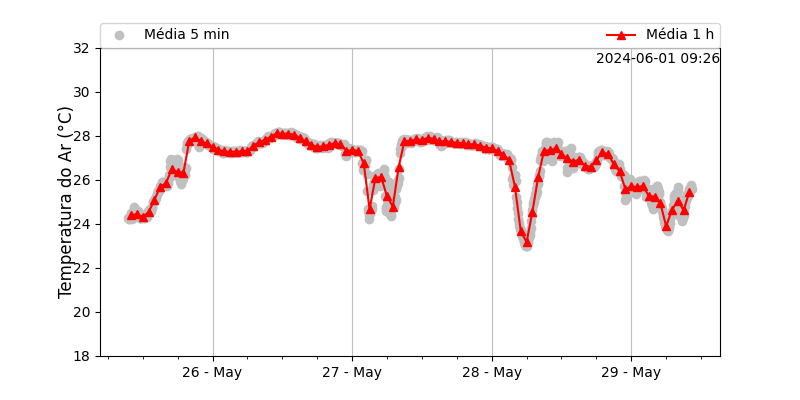 Média 5 min
Média 1 h
2024-06-01 09:26
Temperatura do Ar (°C)
32
30
28
26
24
22
20
18
26 - May
27 - May
28 - May
29 - May